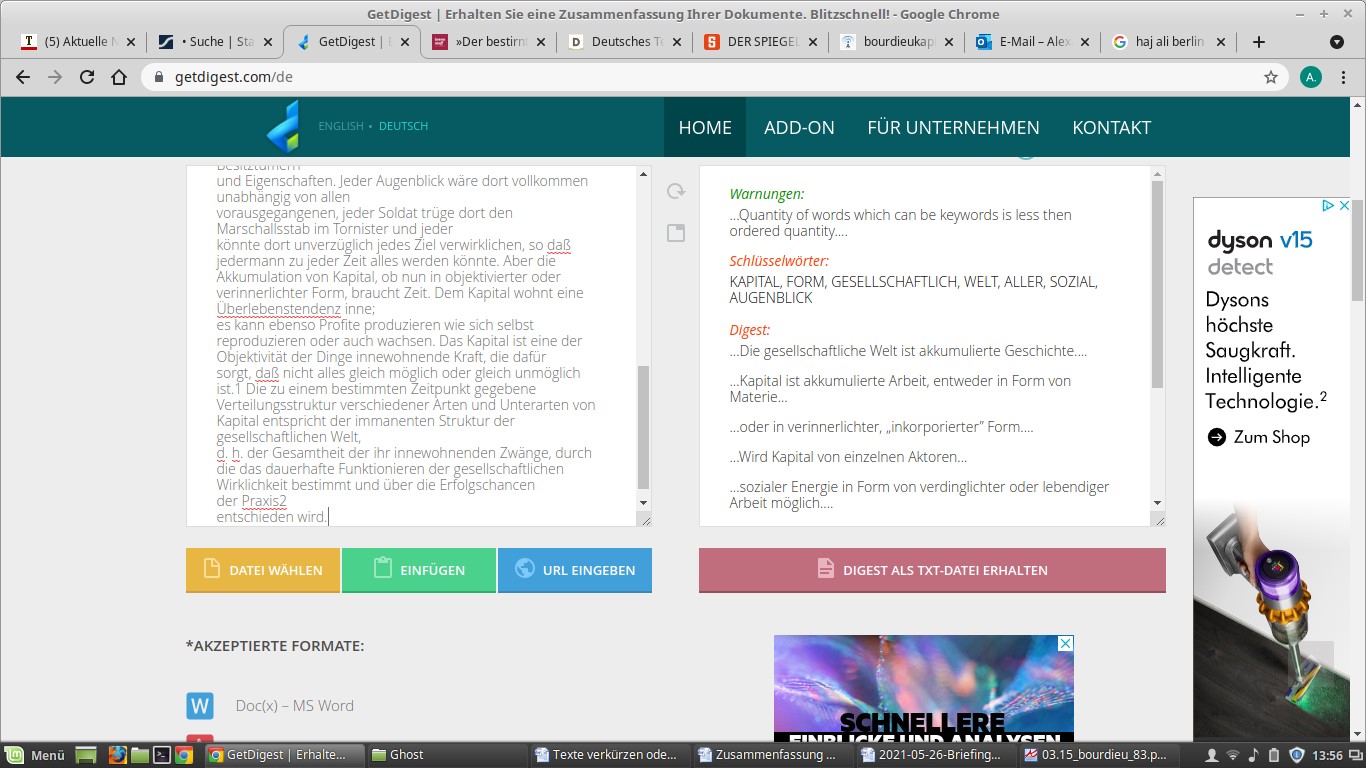 GetDigest | Erhalten Sie eine Zusammenfassung Ihrer Dokumente. Blitzschnell! - Google Chrome
(5) Aktuelle N
• Suche | Sta
GetDigest | E
»Der bestirnt
Deutsches Te
DER SPIEGEL
bourdieukapi
E-Mail – Alex
haj ali berlin
getdigest.com/de
A.
ENGLISH • DEUTSCH
HOME
ADD-ON
FÜR UNTERNEHMEN
KONTAKT
Besitztümern
und Eigenschaften. Jeder Augenblick wäre dort vollkommen
unabhängig von allen
vorausgegangenen, jeder Soldat trüge dort den
Marschallsstab im Tornister und jeder
könnte dort unverzüglich jedes Ziel verwirklichen, so daß
jedermann zu jeder Zeit alles werden könnte. Aber die
Akkumulation von Kapital, ob nun in objektivierter oder
verinnerlichter Form, braucht Zeit. Dem Kapital wohnt eine
Überlebenstendenz inne;
es kann ebenso Profite produzieren wie sich selbst
reproduzieren oder auch wachsen. Das Kapital ist eine der
Objektivität der Dinge innewohnende Kraft, die dafür
sorgt, daß nicht alles gleich möglich oder gleich unmöglich
ist.1 Die zu einem bestimmten Zeitpunkt gegebene
Verteilungsstruktur verschiedener Arten und Unterarten von
Kapital entspricht der immanenten Struktur der
gesellschaftlichen Welt,
d. h. der Gesamtheit der ihr innewohnenden Zwänge, durch
die das dauerhafte Funktionieren der gesellschaftlichen
Wirklichkeit bestimmt und über die Erfolgschancen
der Praxis2
entschieden wird.
Warnungen:
...Quantity of words which can be keywords is less then
ordered quantity....
Schlüsselwörter:
KAPITAL, FORM, GESELLSCHAFTLICH, WELT, ALLER, SOZIAL,
AUGENBLICK
Digest:
...Die gesellschaftliche Welt ist akkumulierte Geschichte....
...Kapital ist akkumulierte Arbeit, entweder in Form von
Materie...
...oder in verinnerlichter, „inkorporierter” Form....
...Wird Kapital von einzelnen Aktoren...
...sozialer Energie in Form von verdinglichter oder lebendiger
Arbeit möglich....
dyson v15
detect
Dysons
höchste
Saugkraft.
Intelligente
Technologie.2
Zum Shop
DATEI WÄHLEN
EINFÜGEN
URL EINGEBEN
DIGEST ALS TXT-DATEI ERHALTEN
*AKZEPTIERTE FORMATE:
W
Doc(x) – MS Word
SCHNELLERE
EINBLICKE UND ANALYSEN
Menü
GetDigest | Erhalte...
Ghost
Texte verkürzen ode...
Zusammenfassung ...
2021-05-26-Briefing...
03.15_bourdieu_83.p...
13:56